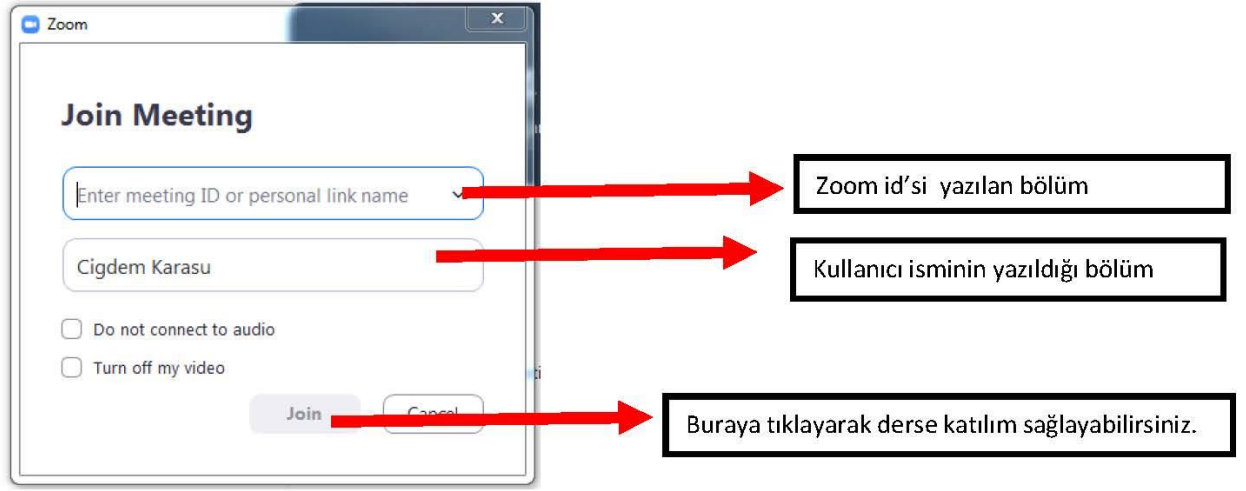 Zoom
Join Meeting
Enter meeting ID or personal link name
Zoom id'si yazılan bölüm
Cigdem Karasu
Kullanıcı isminin yazıldığı bölüm
Do not connect to audio
Turn off my video
Join
Cancel
Buraya tıklayarak derse katılım sağlayabilirsiniz.